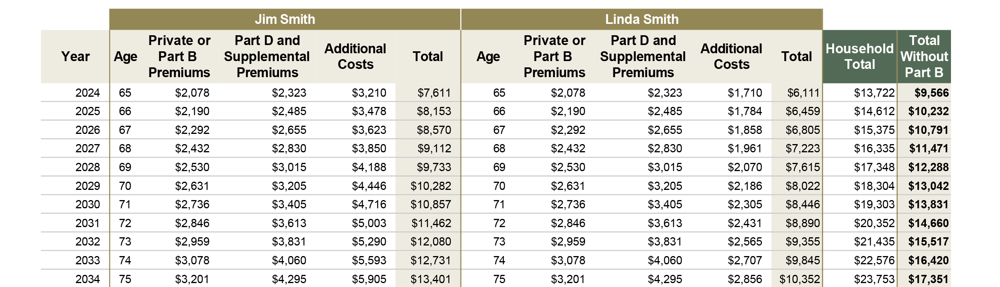 Jim Smith Linda Smith
Year Age Private or Part B Premiums Part D and Supplemental Premiums Additional Costs Total Age Private or Part B Premiums Part D and Supplemental Premiums Additional Costs Total Household Total Total Without Part B
2024 65 $2,078 $2,323 $3,210 $7,611 65 $2,078 $2,323 $1,710 $6,111 $13,722 $9,566
2025 66 $2,190 $2,485 $3,478 $8,153 66 $2,190 $2,485 $1,784 $6,459 $14,612 $10,232
2026 67 $2,292 $2,655 $3,623 $8,570 67 $2,292 $2,655 $1,858 $6,805 $15,375 $10,791
2027 68 $2,432 $2,830 $3,850 $9,112 68 $2,432 $2,830 $1,961 $7,223 $16,335 $11,471
2028 69 $2,530 $3,015 $4,188 $9,733 69 $2,530 $3,015 $2,070 $7,615 $17,348 $12,288
2029 70 $2,631 $3,205 $4,446 $10,282 70 $2,631 $3,205 $2,186 $8,022 $18,304 $13,042
2030 71 $2,736 $3,405 $4,716 $10,857 71 $2,736 $3,405 $2,305 $8,446 $19,303 $13,831
2031 72 $2,846 $3,613 $5,003 $11,462 72 $2,846 $3,613 $2,431 $8,890 $20,352 $14,660
2032 73 $2,959 $3,831 $5,290 $12,080 73 $2,959 $3,831 $2,565 $9,355 $21,435 $15,517
2033 74 $3,078 $4,060 $5,593 $12,731 74 $3,078 $4,060 $2,707 $9,845 $22,576 $16,420
2034 75 $3,201 $4,295 $5,905 $13,401 75 $3,201 $4,295 $2,856 $10,352 $23,753 $17,351